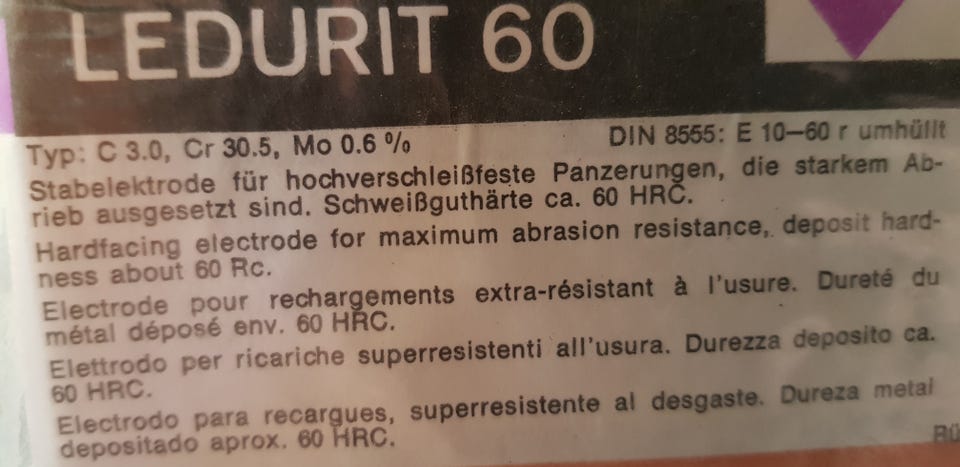 LEDURIT 60
Typ: C 3.0, Cr 30.5, Mo 0.6 % DIN 8555: E 10—60 r umhüllt
Stabelektrode für hochverschleißfeste Panzerungen, die starkem Ab-
rieb ausgesetzt sind. Schweißguthärte ca. 60 HRC.
Hardfacing electrode for maximum abrasion resistance, deposit hard-
ness about 60 Rc.
Electrode pour rechargements extra-résistant à l'usure. Dureté du
métal déposé env. 60 HRC.
Elettrodo per ricariche superresistenti all'usura. Durezza deposito ca.
60 HRC.
Electrodo para recargues, superresistente al desgaste. Dureza metal
depositado aprox. 60 HRC.